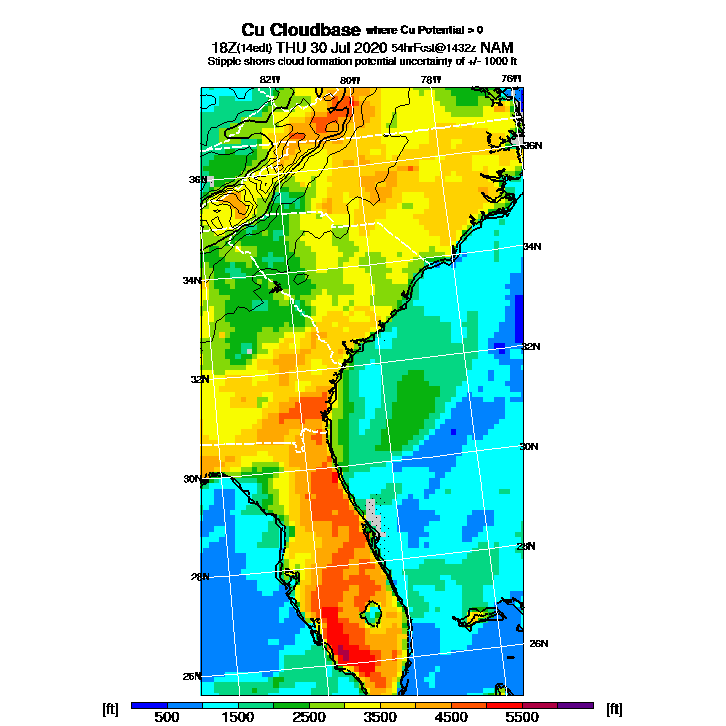 Cu Cloudbase where Cu Potential > 0
18Z(14edt) THU 30 Jul 2020 54hrFcst@1432z NAM
Stipple shows cloud formation potential uncertainty of +/- 1000 ft
82W 80W 78W 76W
36N
36N
34N
34N
32N
32N
30N
30N
28N
28N
26N
26N
[ft] 500 1500 2500 3500 4500 5500 [ft]